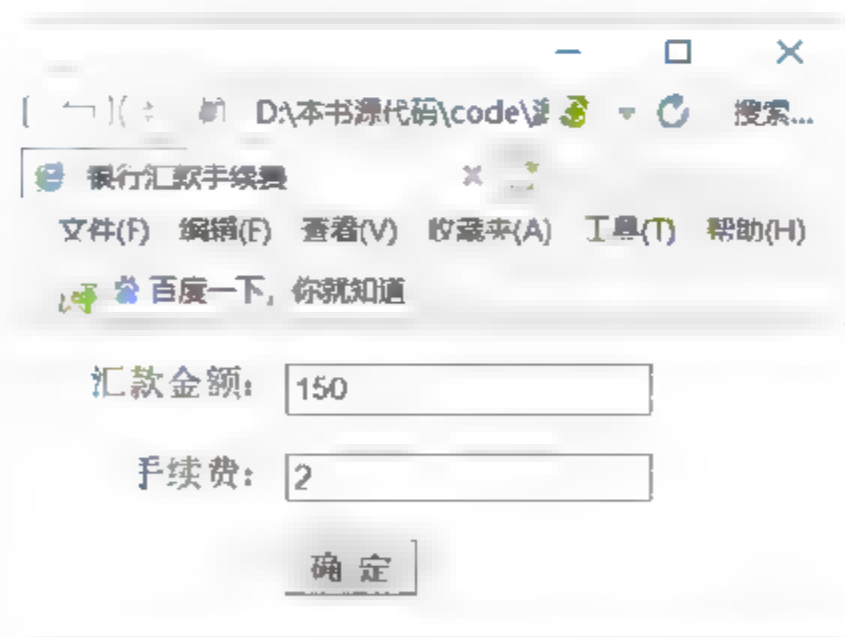 D:\本书源代码\code\ 搜索...
银行汇款手续费
文件(F) 编辑(E) 查看(V) 收藏夹(A) 工具(T) 帮助(H)
百度一下，你就知道
汇款金额： 150
手续费： 2
确 定